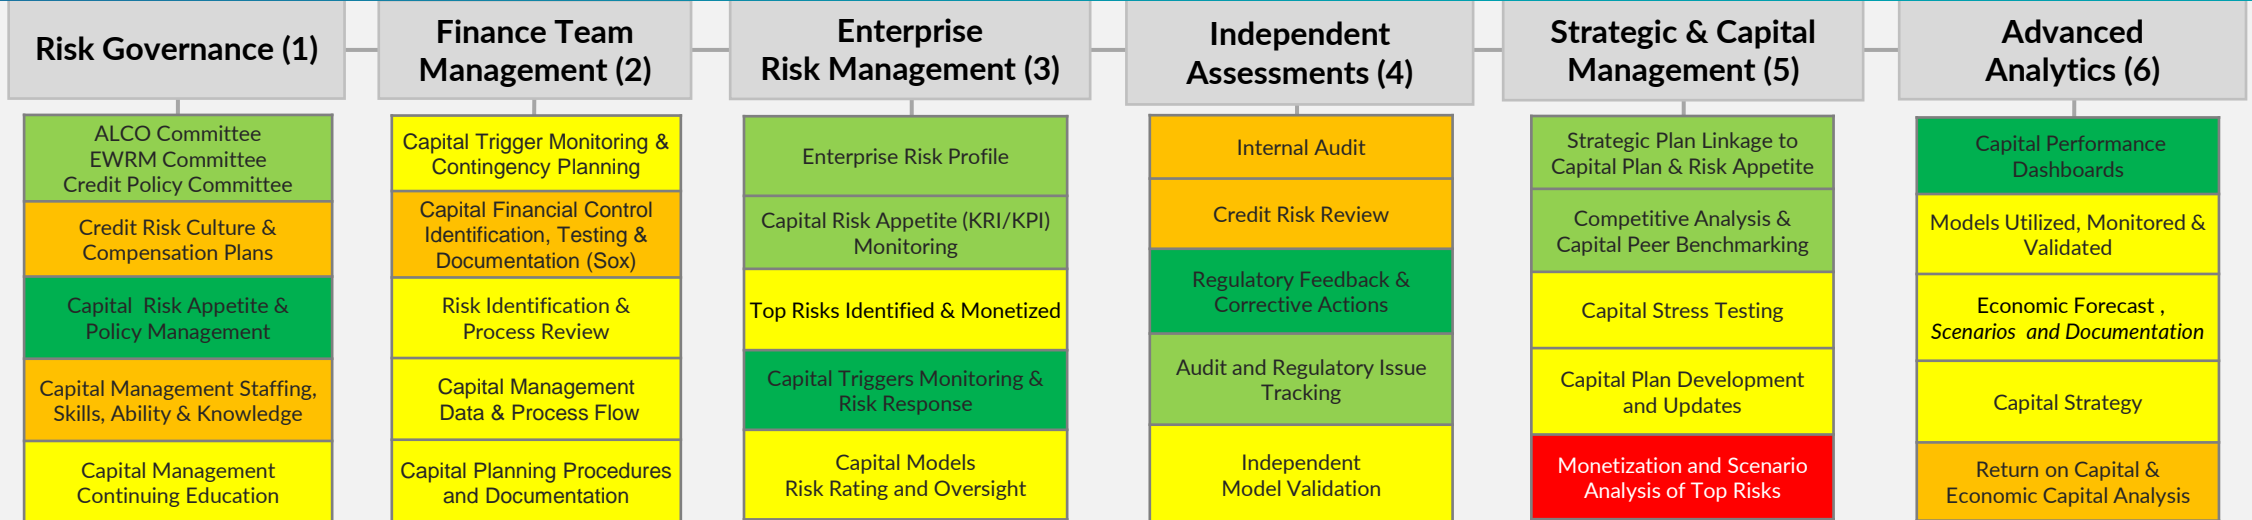 Risk Governance (1)
ALCO Committee
EWRM Committee
Credit Policy Committee
Credit Risk Culture &
Compensation Plans
Capital Risk Appetite &
Policy Management
Capital Management Staffing,
Skills, Ability & Knowledge
Capital Management
Continuing Education
Finance Team
Management (2)
Capital Trigger Monitoring &
Contingency Planning
Capital Financial Control
Identification, Testing &
Documentation (Sox)
Risk Identification &
Process Review
Capital Management
Data & Process Flow
Capital Planning Procedures
and Documentation
Enterprise
Risk Management (3)
Enterprise Risk Profile
Capital Risk Appetite (KRI/KPI)
Monitoring
Top Risks Identified & Monetized
Capital Triggers Monitoring &
Risk Response
Capital Models
Risk Rating and Oversight
Independent
Assessments (4)
Internal Audit
Credit Risk Review
Regulatory Feedback &
Corrective Actions
Audit and Regulatory Issue
Tracking
Independent
Model Validation
Strategic & Capital
Management (5)
Strategic Plan Linkage to
Capital Plan & Risk Appetite
Competitive Analysis &
Capital Peer Benchmarking
Capital Stress Testing
Capital Plan Development
and Updates
Monetization and Scenario
Analysis of Top Risks
Advanced
Analytics (6)
Capital Performance
Dashboards
Models Utilized, Monitored &
Validated
Economic Forecast ,
Scenarios and Documentation
Capital Strategy
Return on Capital &
Economic Capital Analysis